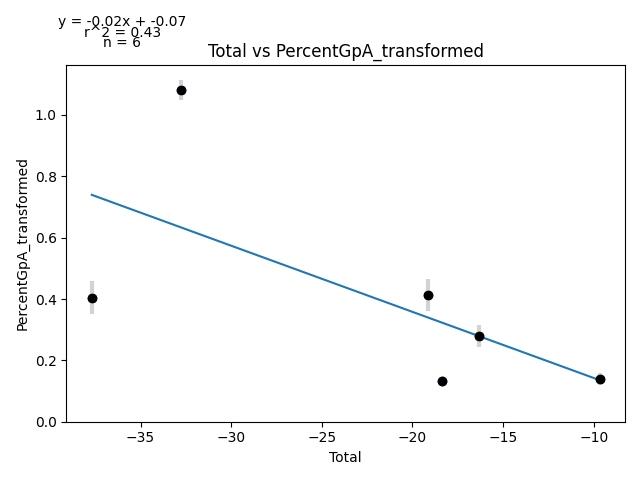 y = -0.02x + -0.07
r^2 = 0.43
n = 6
Total vs PercentGpA_transformed
PercentGpA_transformed
1.0
0.8
0.6
0.4
0.2
0.0
−35 −30 −25 −20 −15 −10
Total